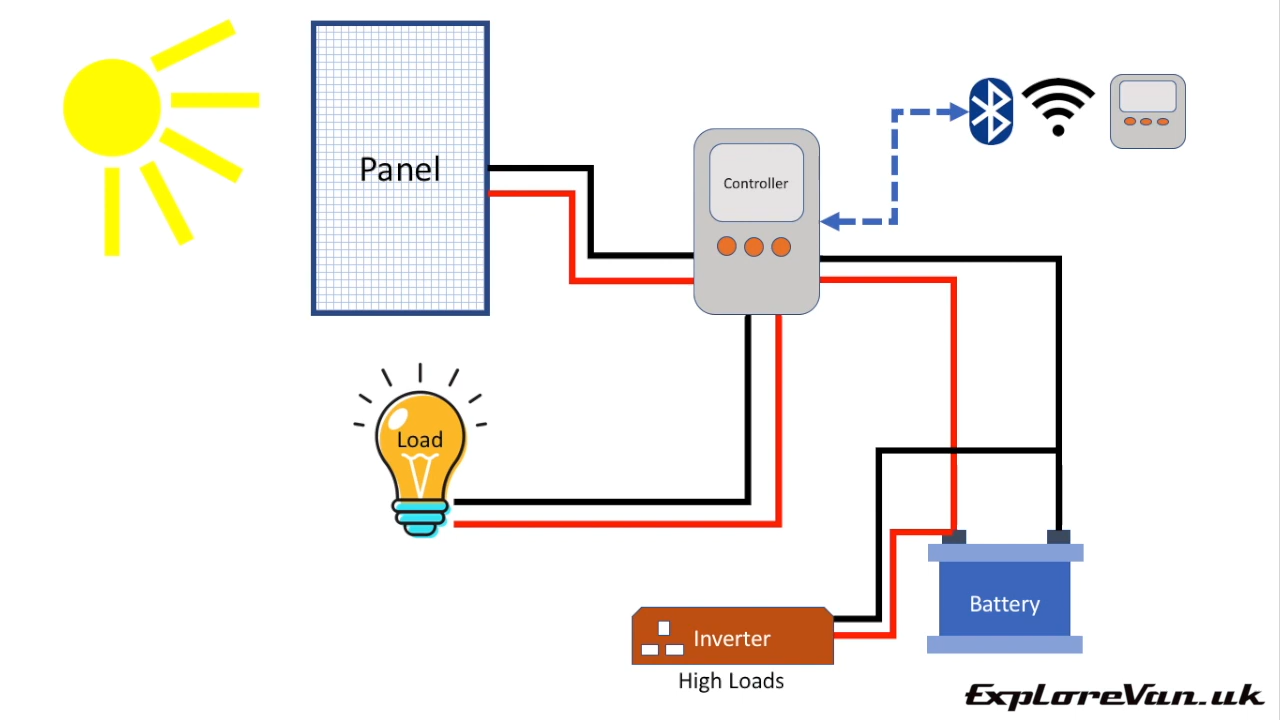 Panel
Controller
Load
Battery
Inverter
High Loads
ExploreVan.uk